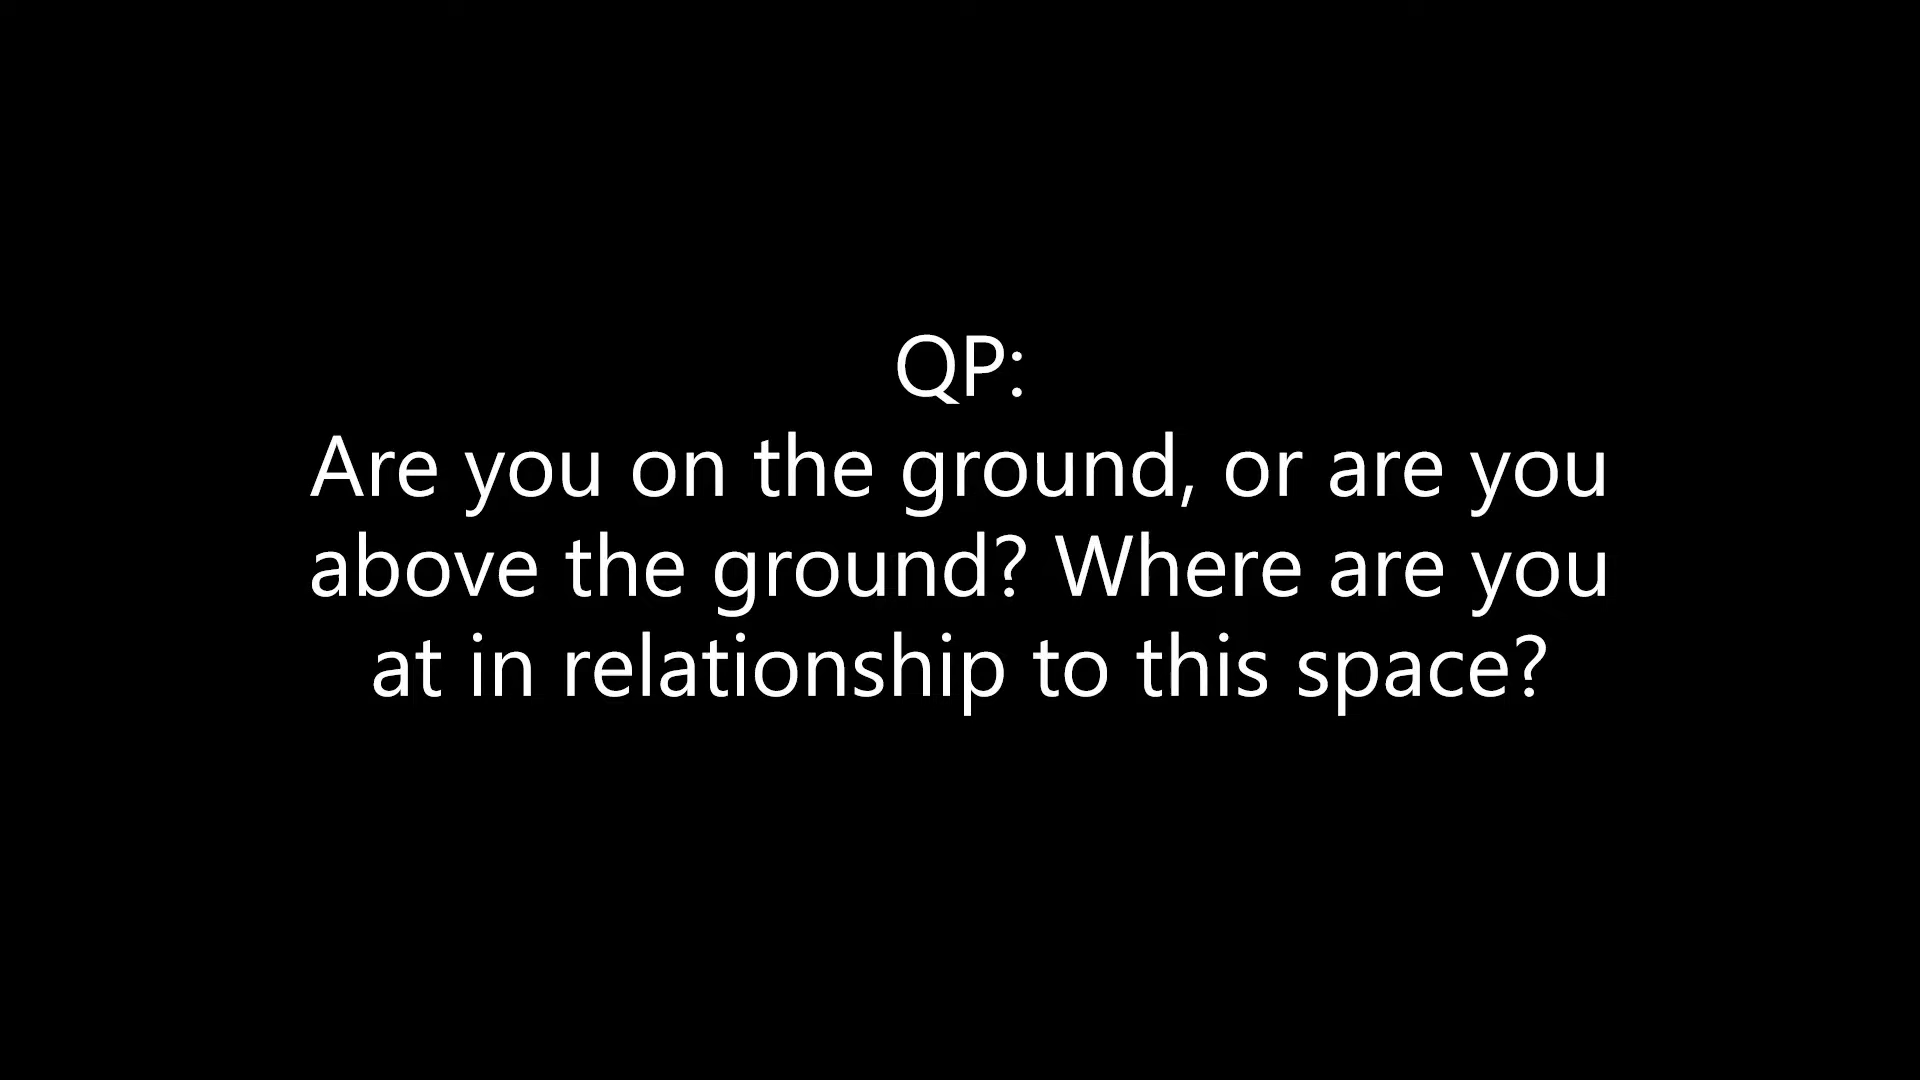 QP:
Are you on the ground, or are you
above the ground? Where are you
at in relationship to this space?